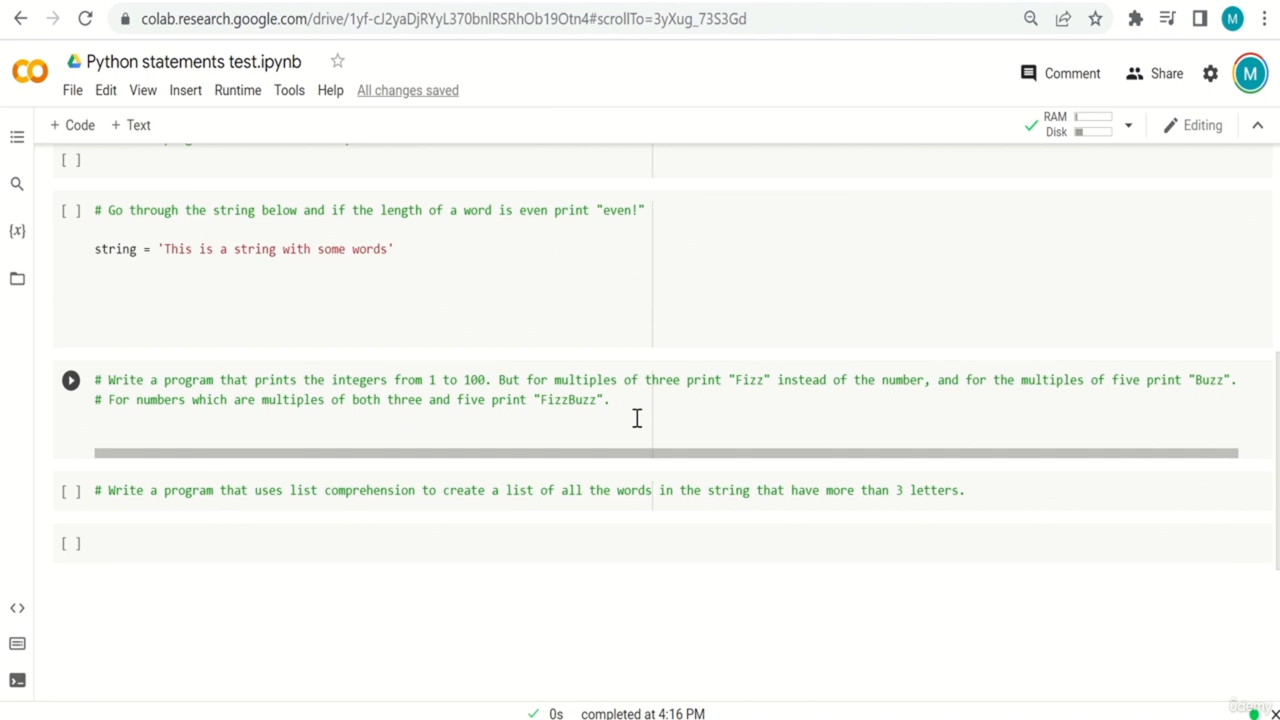 colab.research.google.com/drive/1yf-cJ2yaDjRYyL370bnlRSRhOb19Otn4#scrollTo=3yXug_73S3Gd
M
CO
Python statements test.ipynb
Comment
Share
M
File Edit View Insert Runtime Tools Help All changes saved
+ Code + Text
RAM
Disk
Editing
[ ]
[ ] # Go through the string below and if the length of a word is even print "even!"
{x}
string = 'This is a string with some words'
# Write a program that prints the integers from 1 to 100. But for multiples of three print "Fizz" instead of the number, and for the multiples of five print "Buzz".
# For numbers which are multiples of both three and five print "FizzBuzz".
[ ] # Write a program that uses list comprehension to create a list of all the words in the string that have more than 3 letters.
[ ]
<>
0s completed at 4:16 PM
Udemy